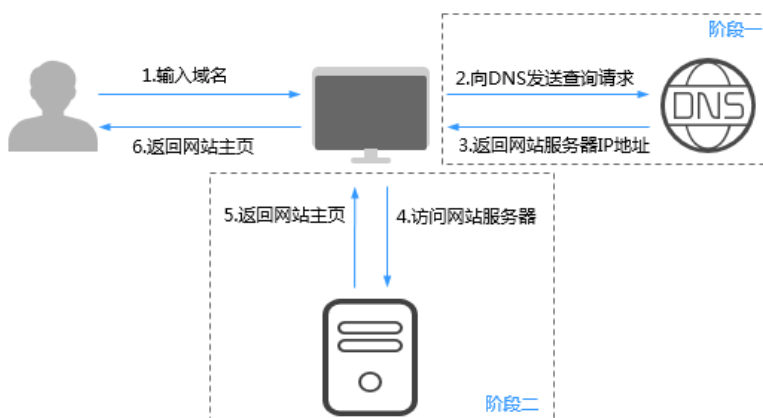 阶段一
1.输入域名
2.向DNS发送查询请求
DNS
6.返回网站主页
3.返回网站服务器IP地址
5.返回网站主页
4.访问网站服务器
阶段二